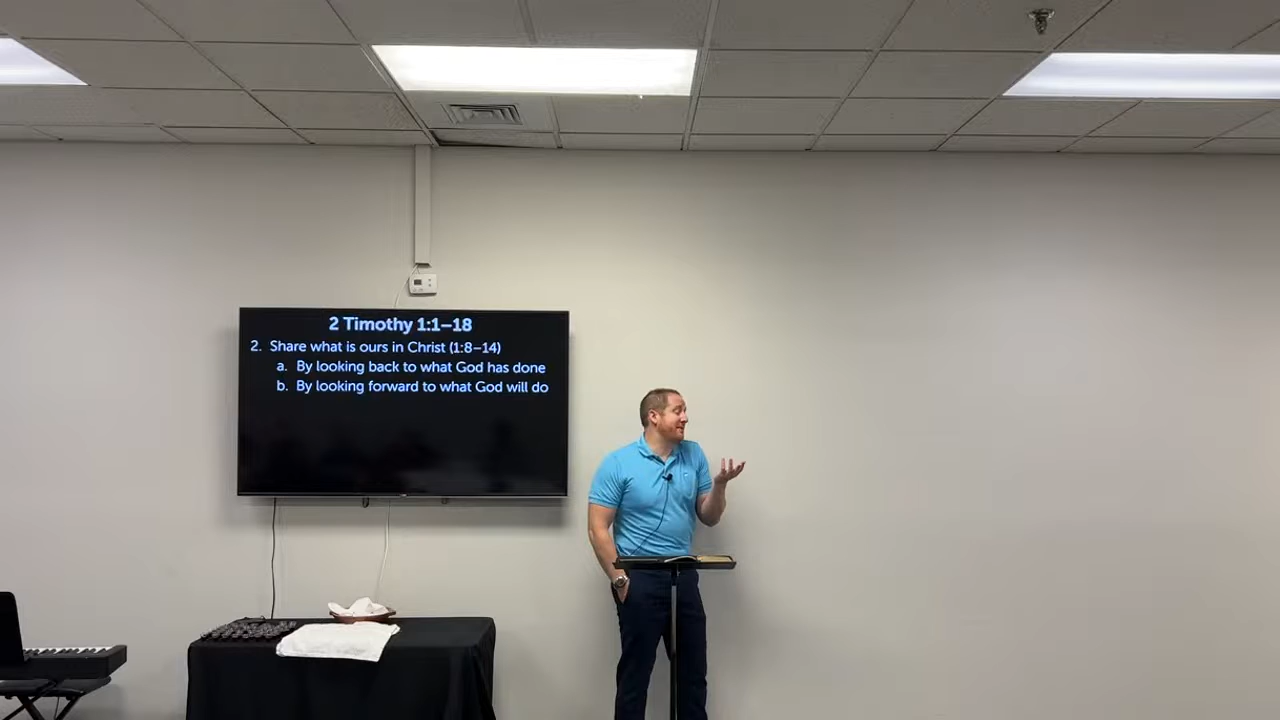 2 Timothy 1:1–18
2. Share what is ours in Christ (1:8–14)
a. By looking back to what God has done
b. By looking forward to what God will do